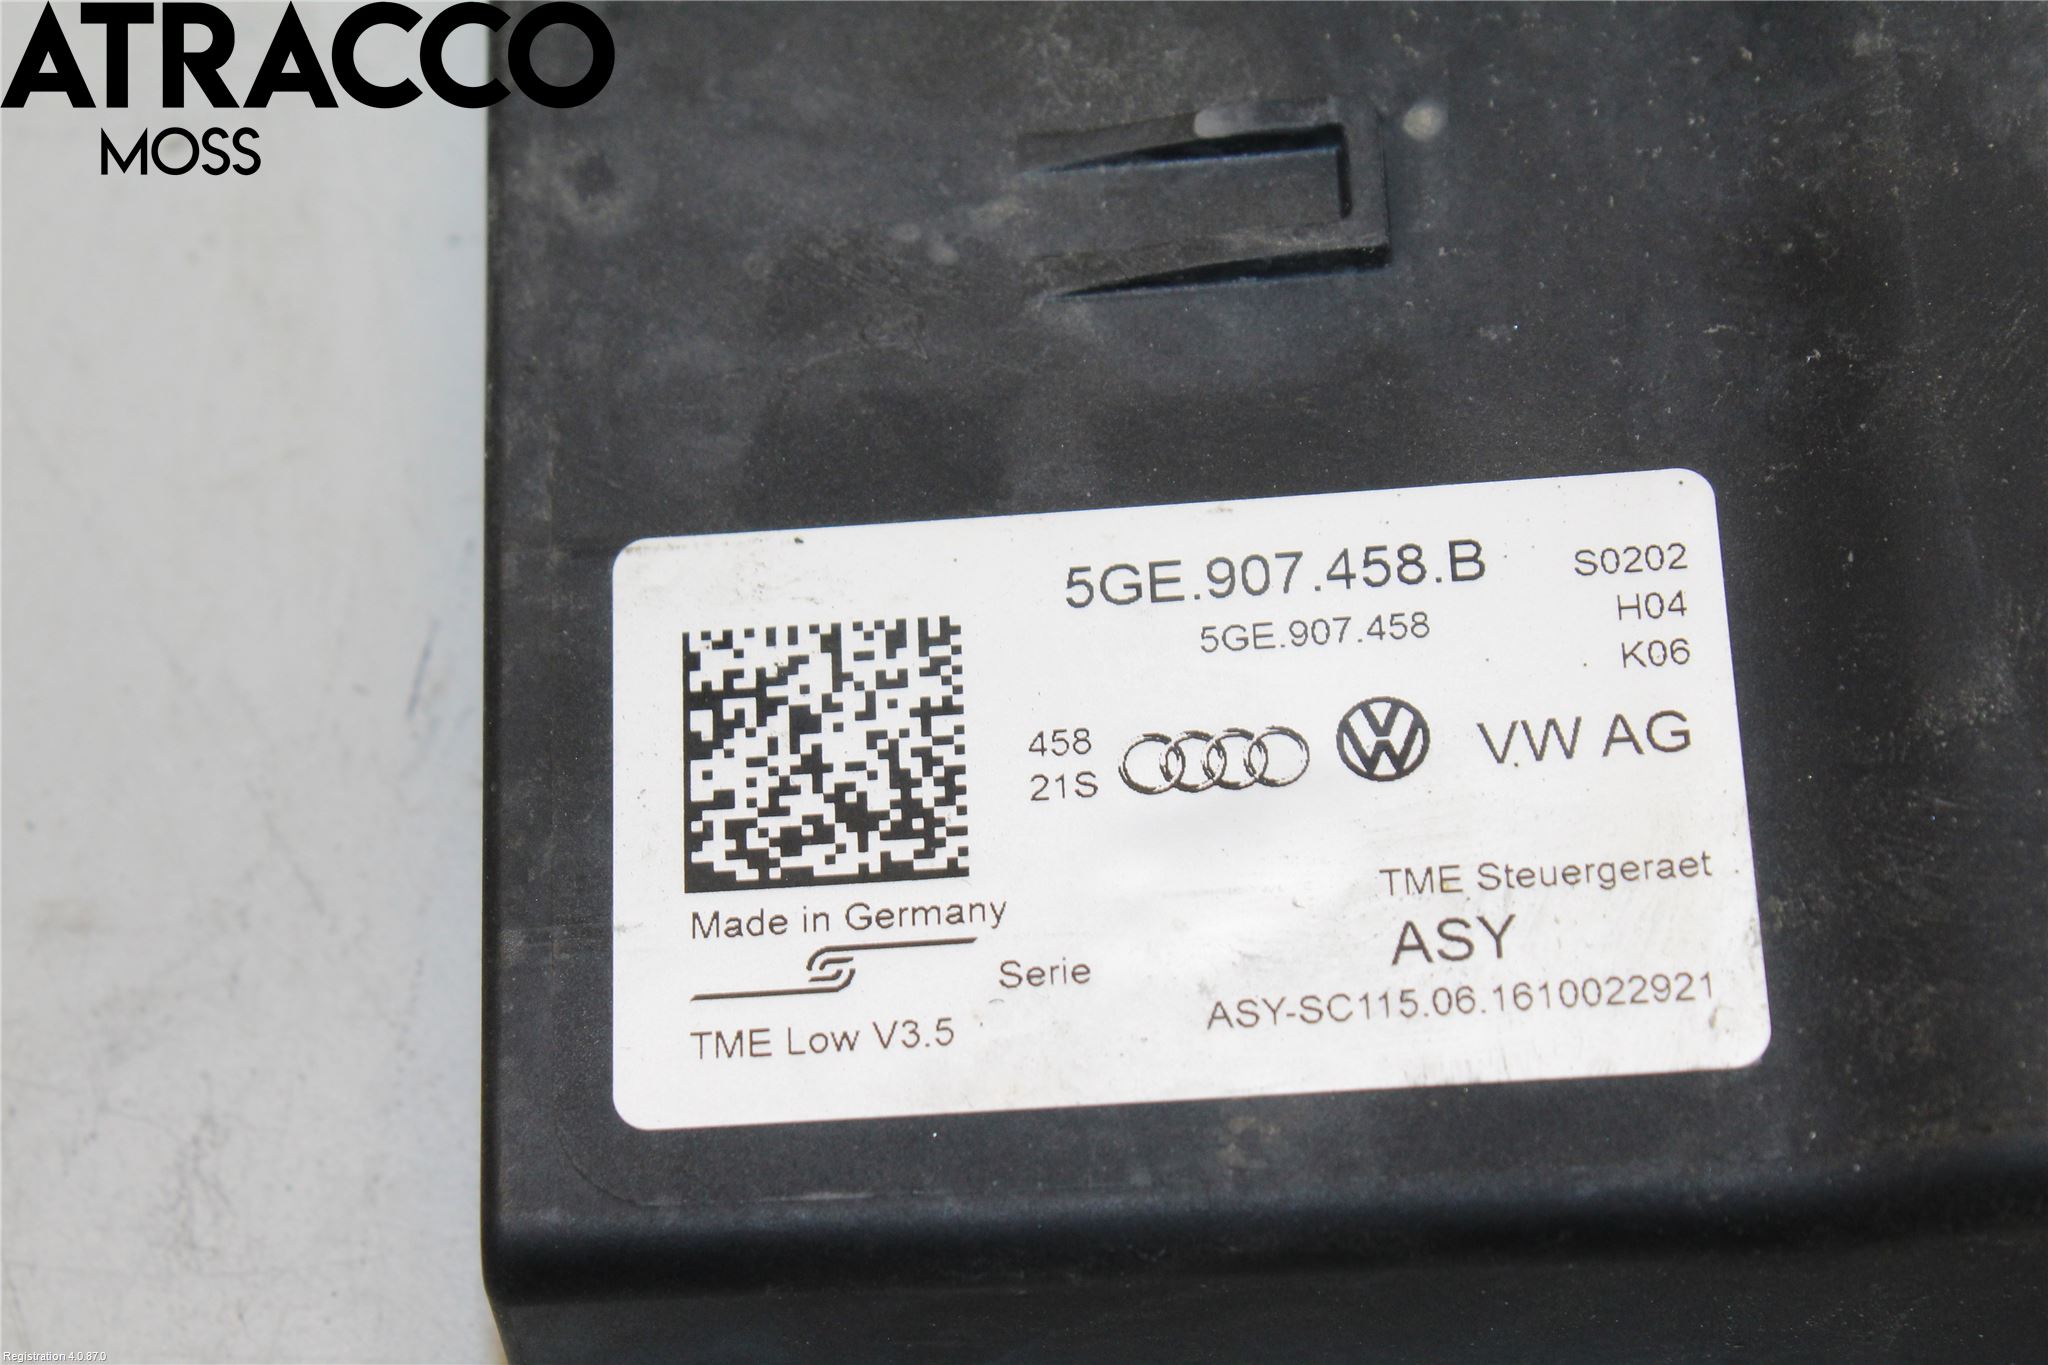 ATRACCO
MOSS
5GE.907.458.B
5GE.907.458
S0202
H04
K06
458
21S
VW AG
Made in Germany
Serie
TME Low V3.5
TME Steuergeraet
ASY
ASY-SC115.06.1610022921
Registration 4.0.87.0